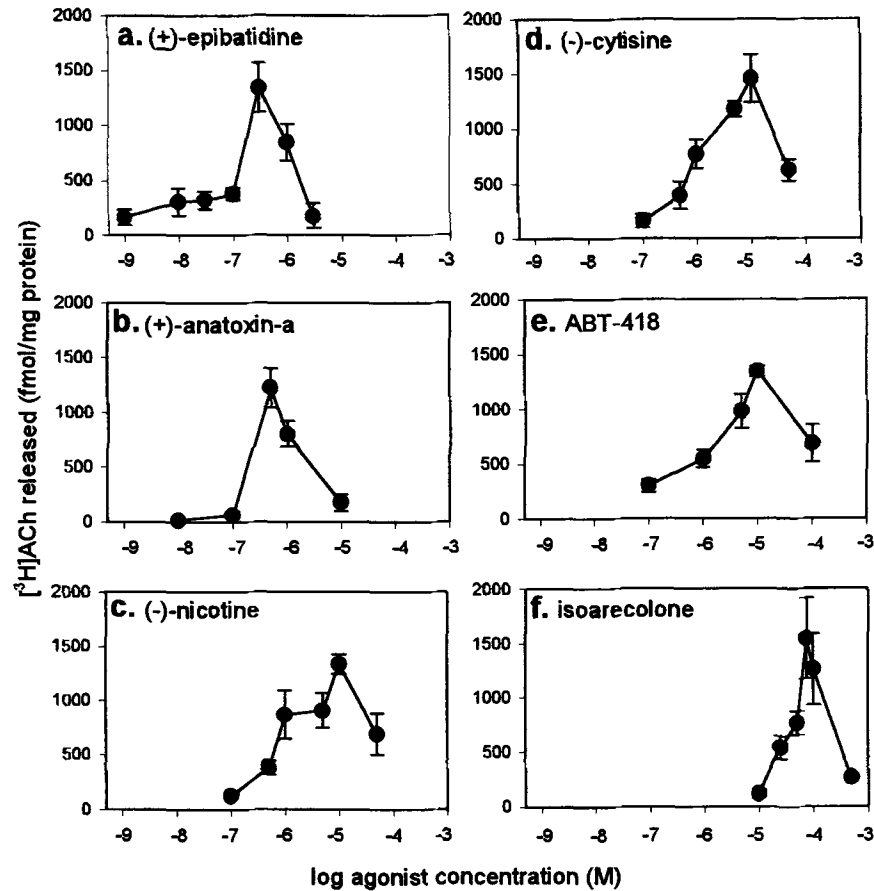 a. (±)-epibatidine
2000
1500
1000
500
0
-9 -8 -7 -6 -5 -4 -3
d. (-)-cytisine
2000
1500
1000
500
0
-9 -8 -7 -6 -5 -4 -3
b. (+)-anatoxin-a
2000
1500
1000
500
0
-9 -8 -7 -6 -5 -4 -3
e. ABT-418
2000
1500
1000
500
0
-9 -8 -7 -6 -5 -4 -3
c. (-)-nicotine
2000
1500
1000
500
0
-9 -8 -7 -6 -5 -4 -3
f. isoarecolone
2000
1500
1000
500
0
-9 -8 -7 -6 -5 -4 -3
[³H]ACh released (fmol/mg protein)
log agonist concentration (M)